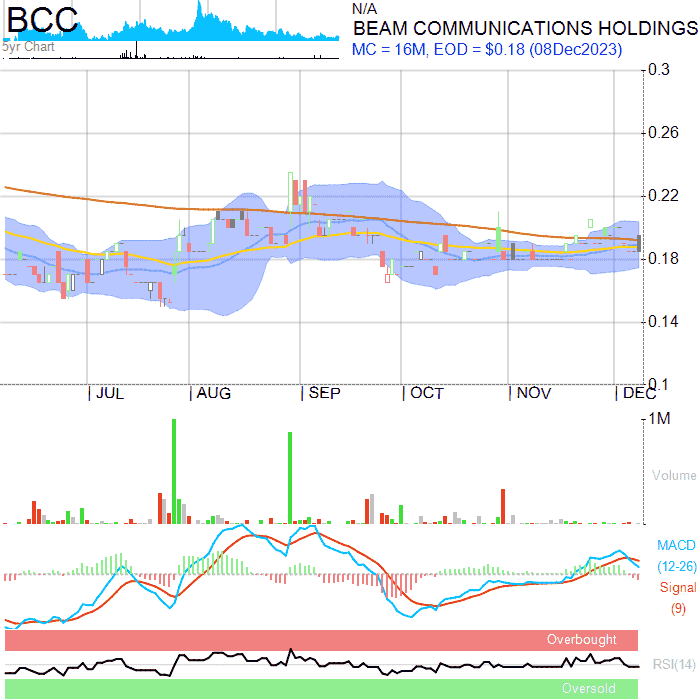 BCC
N/A
BEAM COMMUNICATIONS HOLDINGS
MC = 16M, EOD = $0.18 (08Dec2023)
5yr Chart
0.3
0.26
0.22
0.18
0.14
0.1
JUL AUG SEP OCT NOV DEC
1M
Volume
MACD
(12-26)
Signal
(9)
Overbought
RSI(14)
Oversold